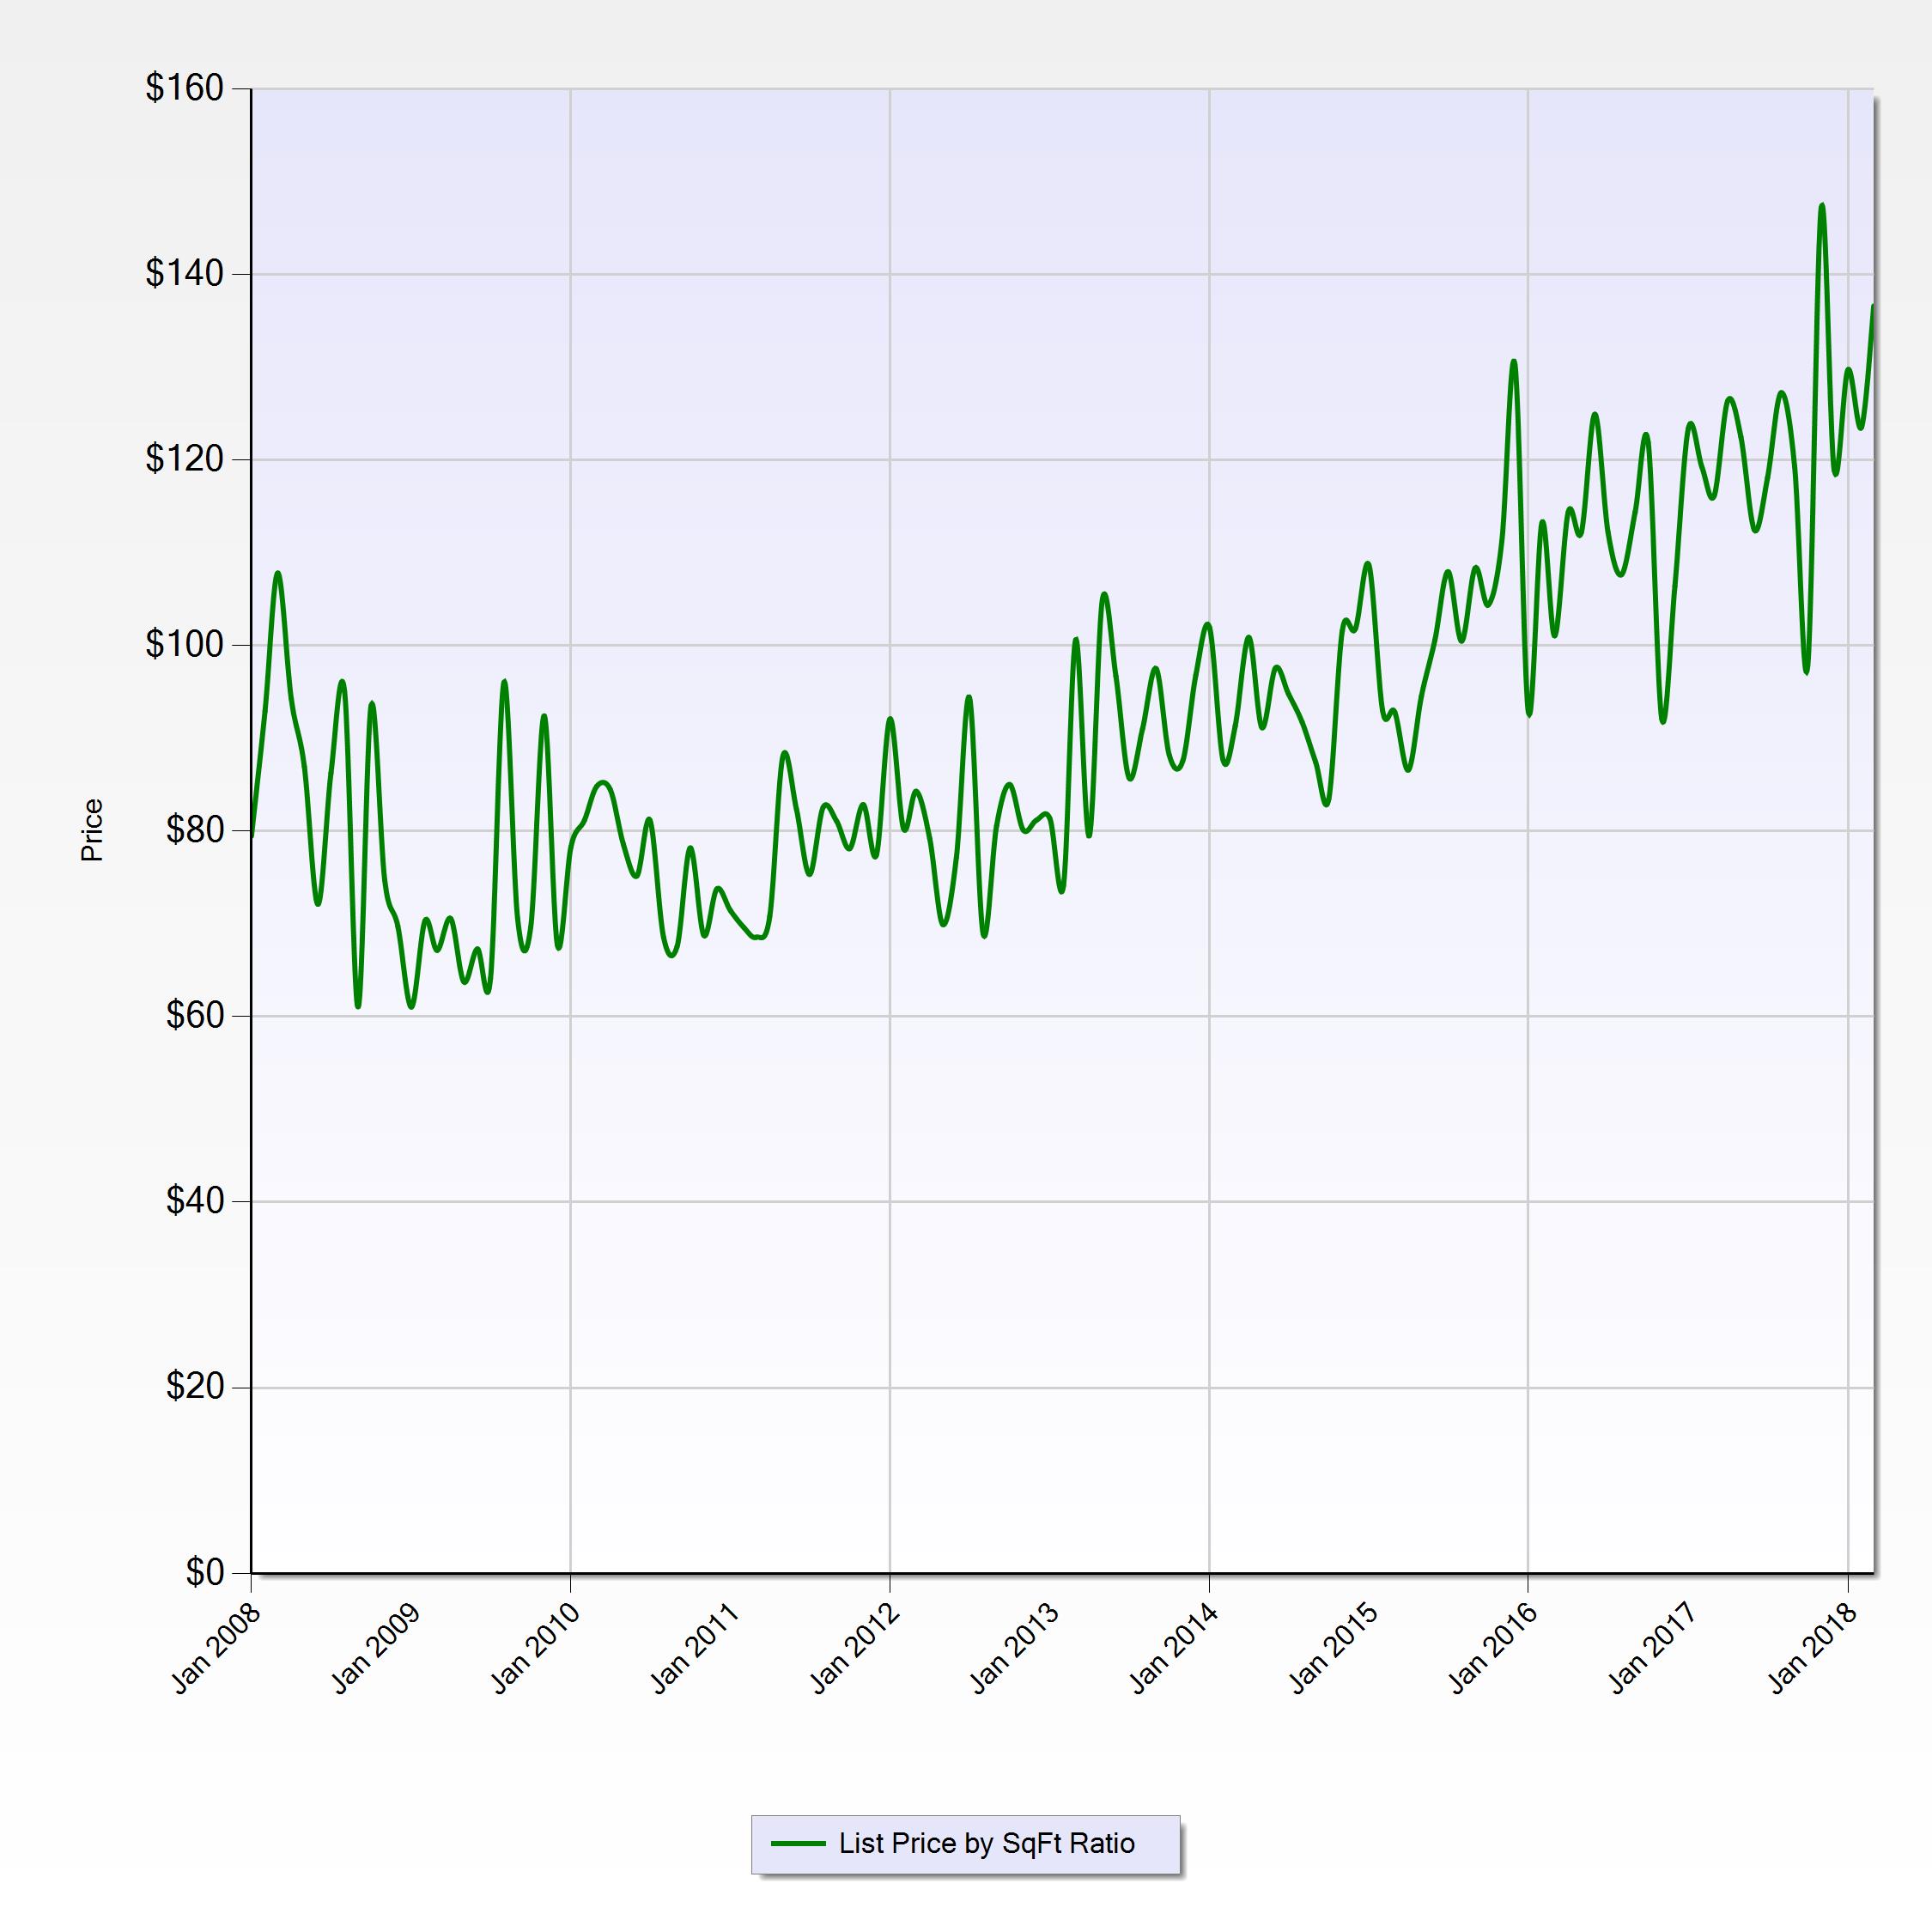 $160
$140
$120
$100
$80
$60
$40
$20
$0
Price
Jan 2008
Jan 2009
Jan 2010
Jan 2011
Jan 2012
Jan 2013
Jan 2014
Jan 2015
Jan 2016
Jan 2017
Jan 2018
List Price by SqFt Ratio